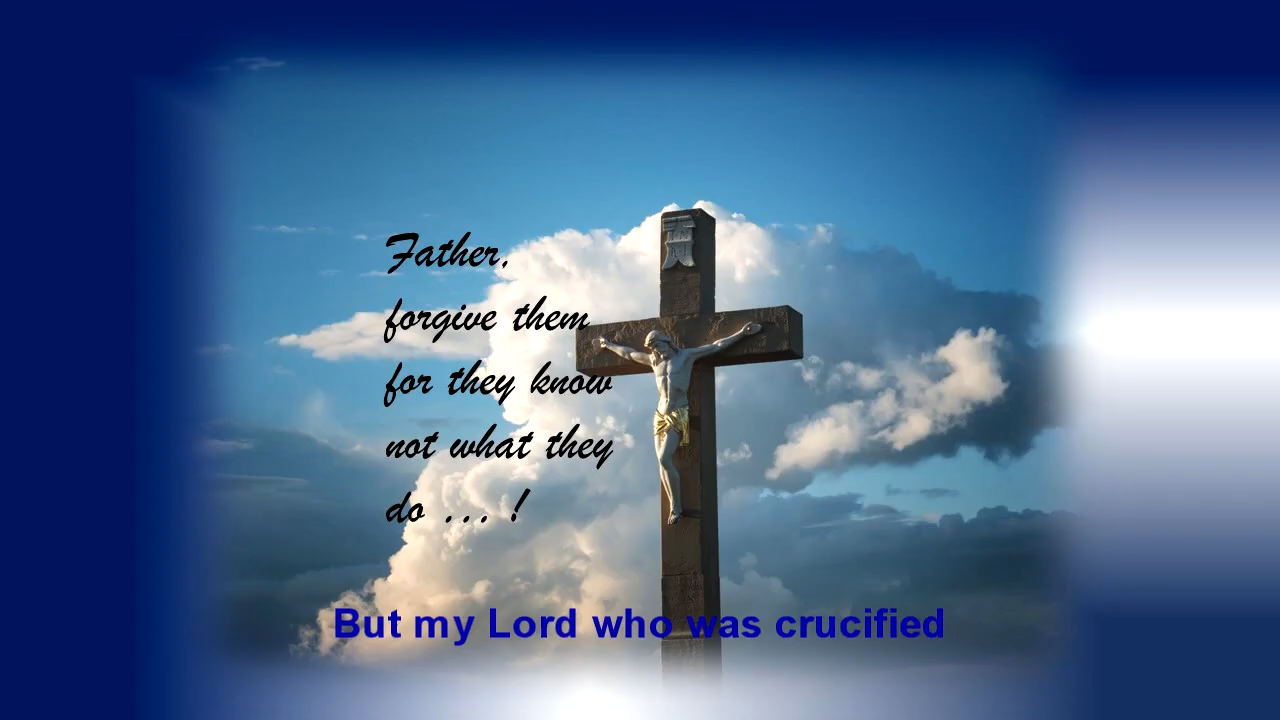 Father,
forgive them
for they know
not what they
do ... !
But my Lord who was crucified